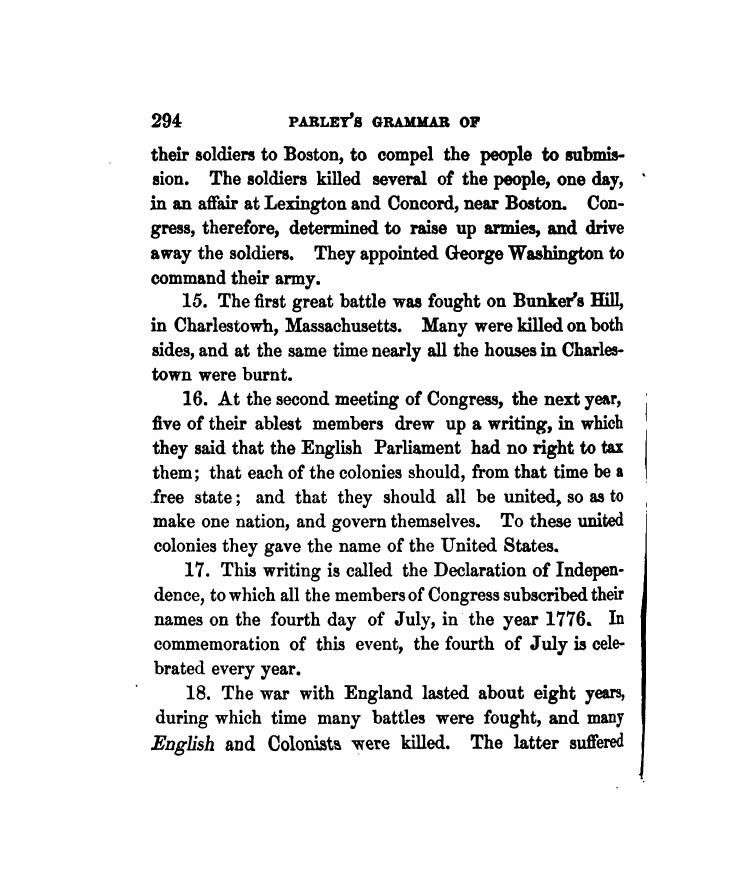 294 PARLEY'S GRAMMAR OF
their soldiers to Boston, to compel the people to submis-
sion. The soldiers killed several of the people, one day,
in an affair at Lexington and Concord, near Boston. Con-
gress, therefore, determined to raise up armies, and drive
away the soldiers. They appointed George Washington to
command their army.
15. The first great battle was fought on Bunker's Hill,
in Charlestowh, Massachusetts. Many were killed on both
sides, and at the same time nearly all the houses in Charles-
town were burnt.
16. At the second meeting of Congress, the next year,
five of their ablest members drew up a writing, in which
they said that the English Parliament had no right to tax
them; that each of the colonies should, from that time be a
free state; and that they should all be united, so as to
make one nation, and govern themselves. To these united
colonies they gave the name of the United States.
17. This writing is called the Declaration of Indepen-
dence, to which all the members of Congress subscribed their
names on the fourth day of July, in the year 1776. In
commemoration of this event, the fourth of July is cele-
brated every year.
18. The war with England lasted about eight years,
during which time many battles were fought, and many
English and Colonists were killed. The latter suffered